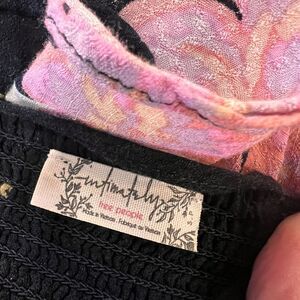 intimately
free people
Made in Vietnam . Fabriqué au Vietnam